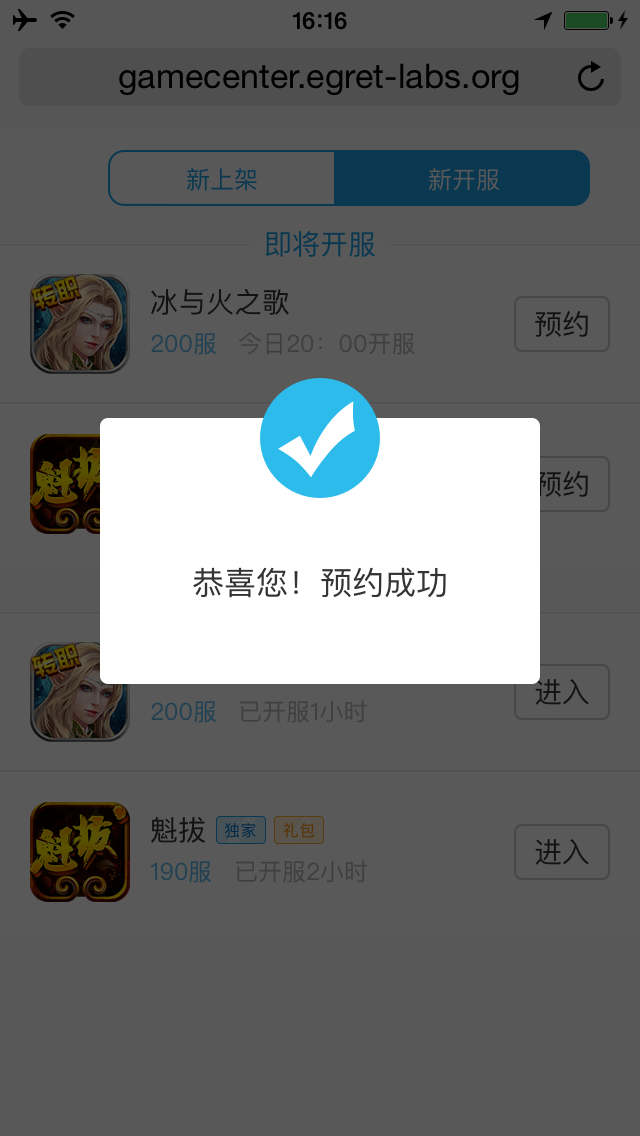 16:16
gamecenter.egret-labs.org
新上架
新开服
即将开服
转职
冰与火之歌
200服 今日20：00开服
预约
魁拔
预约
恭喜您！预约成功
转职
200服 已开服1小时
进入
魁拔
魁拔 独家 礼包
190服 已开服2小时
进入